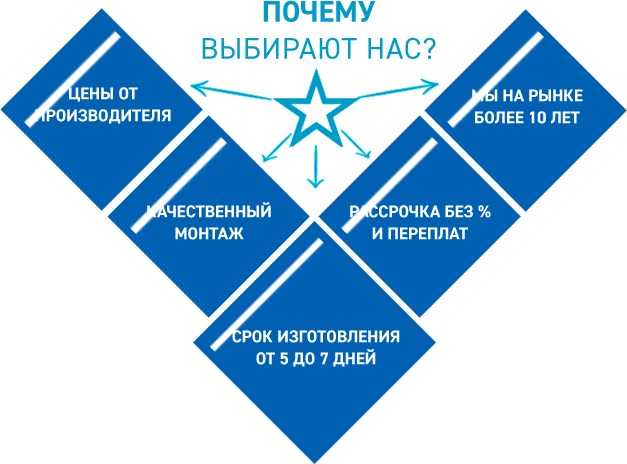 ПОЧЕМУ
ВЫБИРАЮТ НАС?
ЦЕНЫ ОТ
ПРОИЗВОДИТЕЛЯ
МЫ НА РЫНКЕ
БОЛЕЕ 10 ЛЕТ
КАЧЕСТВЕННЫЙ
МОНТАЖ
РАССРОЧКА БЕЗ %
И ПЕРЕПЛАТ
СРОК ИЗГОТОВЛЕНИЯ
ОТ 5 ДО 7 ДНЕЙ